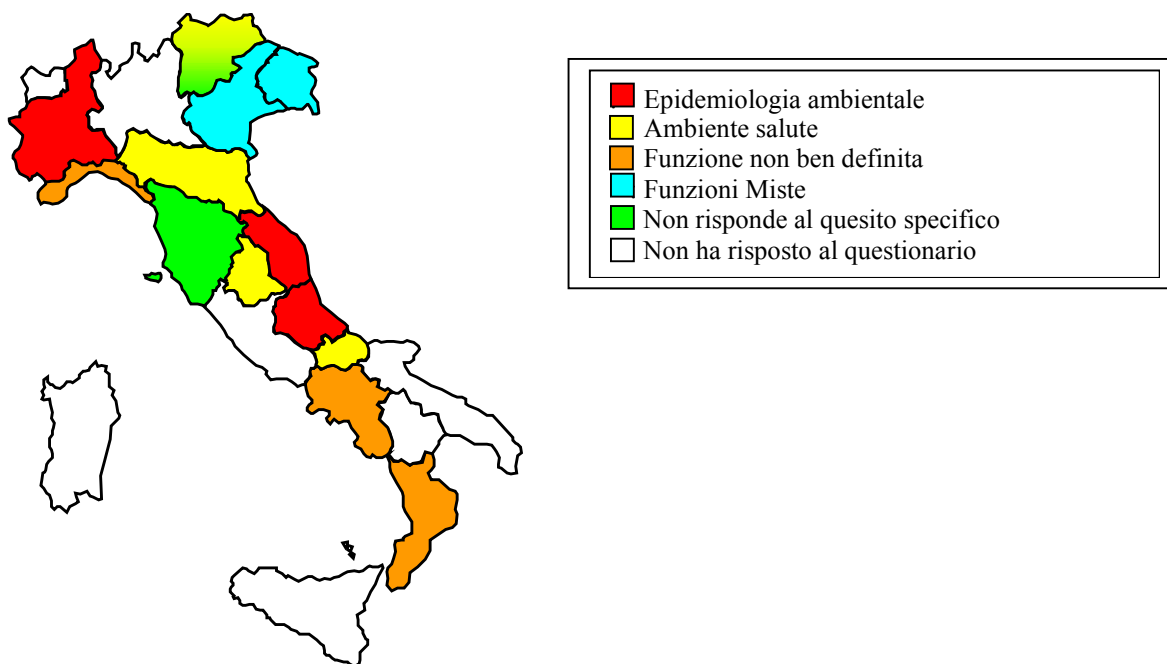 Epidemiologia ambientale
Ambiente salute
Funzione non ben definita
Funzioni Miste
Non risponde al quesito specifico
Non ha risposto al questionario